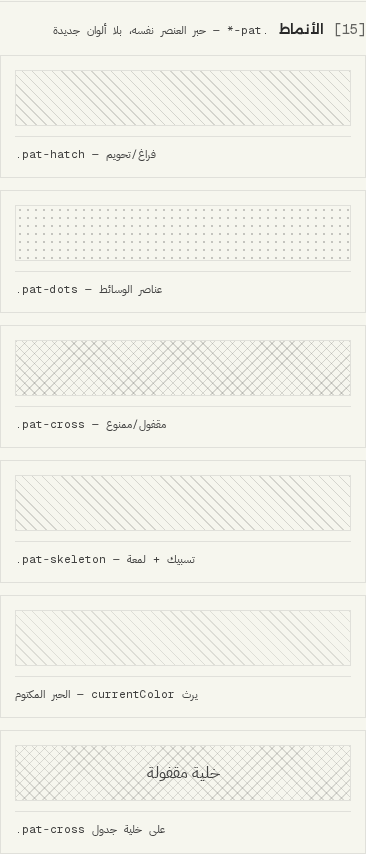 [15] الأنماط .pat-* — حبر العنصر نفسه، بلا ألوان جديدة
.pat-hatch — فراغ/تحويم
.pat-dots — عناصر الوسائط
.pat-cross — مقفول/ممنوع
.pat-skeleton — تسبيك + لمعة
يرث currentColor — الحبر المكتوم
خلية مقفولة
.pat-cross على خلية جدول